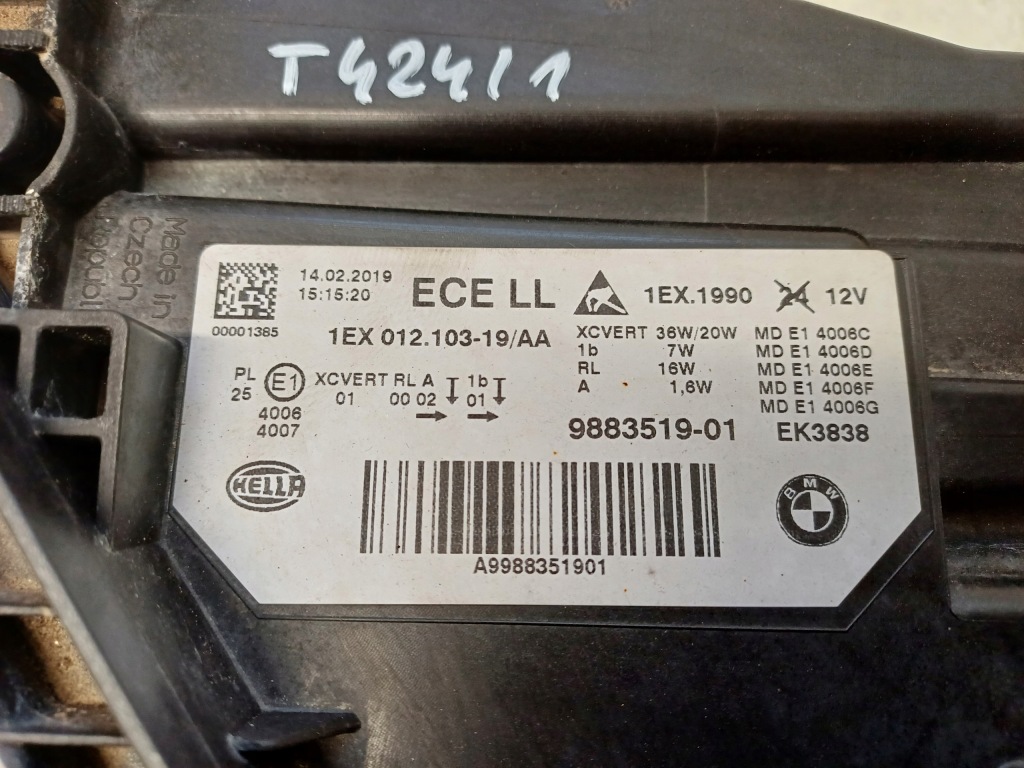 T424/1
Made in
Czech
Republi
14.02.2019
15:15:20
ECE LL
1EX.1990
24 12V
00001385
1EX 012.103-19/AA
XCVERT 36W/20W
1b 7W
RL 16W
A 1,6W
MD E1 4006C
MD E1 4006D
MD E1 4006E
MD E1 4006F
MD E1 4006G
PL
25
E1
4006
4007
XCVERT RL A 1b
01 00 02 01
9883519-01
EK3838
HELLA
BMW
A9988351901